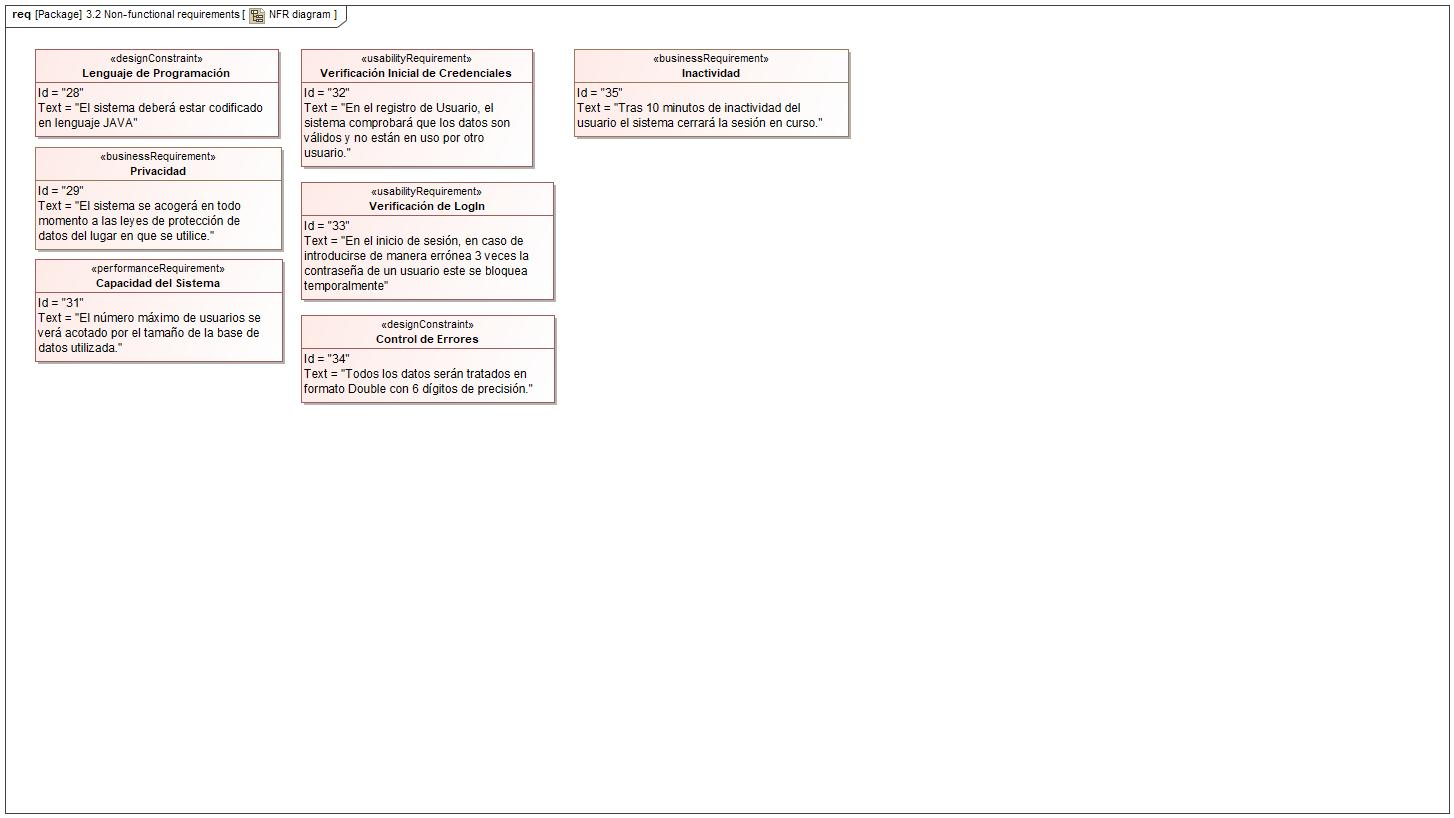 req [Package] 3.2 Non-functional requirements [ NFR diagram ]
«designConstraint»
Lenguaje de Programación
Id = "28"
Text = "El sistema deberá estar codificado
en lenguaje JAVA"
«businessRequirement»
Privacidad
Id = "29"
Text = "El sistema se acogerá en todo
momento a las leyes de protección de
datos del lugar en que se utilice."
«performanceRequirement»
Capacidad del Sistema
Id = "31"
Text = "El número máximo de usuarios se
verá acotado por el tamaño de la base de
datos utilizada."
«usabilityRequirement»
Verificación Inicial de Credenciales
Id = "32"
Text = "En el registro de Usuario, el
sistema comprobará que los datos son
válidos y no están en uso por otro
usuario."
«usabilityRequirement»
Verificación de LogIn
Id = "33"
Text = "En el inicio de sesión, en caso de
introducirse de manera errónea 3 veces la
contraseña de un usuario este se bloquea
temporalmente"
«designConstraint»
Control de Errores
Id = "34"
Text = "Todos los datos serán tratados en
formato Double con 6 dígitos de precisión."
«businessRequirement»
Inactividad
Id = "35"
Text = "Tras 10 minutos de inactividad del
usuario el sistema cerrará la sesión en curso."